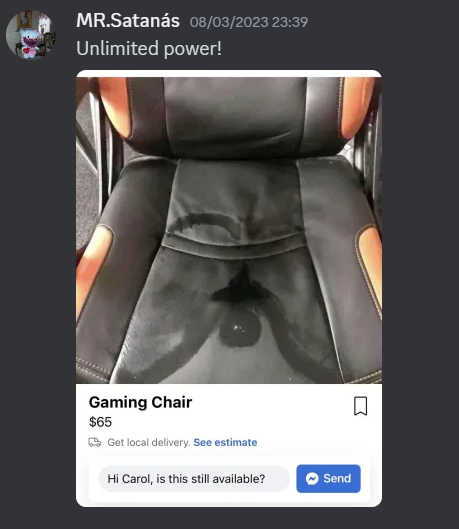 MR.Satanás 08/03/2023 23:39
Unlimited power!
Gaming Chair
$65
Get local delivery. See estimate
Hi Carol, is this still available?
Send